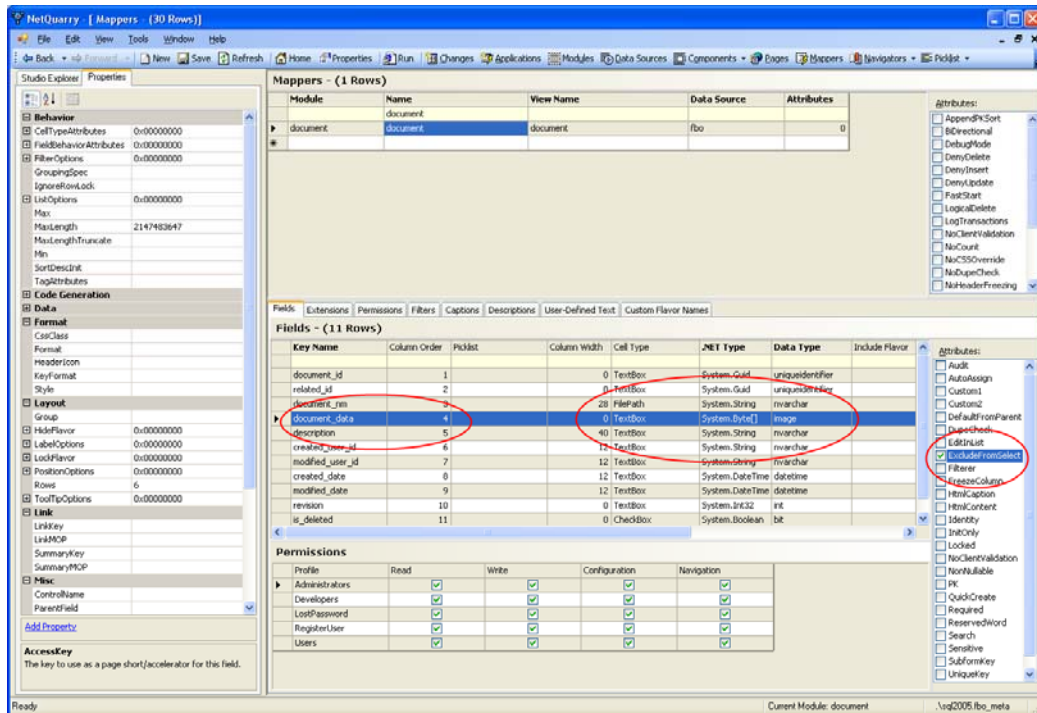 NetQuarry - [ Mappers - (30 Rows)]
File Edit View Tools Window Help
Back Forward New Save Refresh Home Properties Run Changes Applications Modules Data Sources Components Pages Mappers Navigators Picklist
Studio Explorer Properties
Behavior
CellTypeAttributes 0x00000000
FieldBehaviorAttributes 0x00000000
FilterOptions 0x00000000
GroupingSpec
IgnoreRowLock
ListOptions 0x00000000
Max
MaxLength 2147483647
MaxLengthTruncate
Min
SortDescInit
TagAttributes
Code Generation
Data
Format
CssClass
Format
HeaderIcon
KeyFormat
Style
Layout
Group
HideFlavor 0x00000000
LabelOptions 0x00000000
LockFlavor 0x00000000
PositionOptions 0x00000000
Rows 6
ToolTipOptions 0x00000000
Link
LinkKey
LinkMOP
SummaryKey
SummaryMOP
Misc
ControlName
ParentField
Add Property
AccessKey
The key to use as a page short/accelerator for this field.
Mappers - (1 Rows)
Module Name View Name Data Source Attributes
document
document document document fbo 0
Attributes:
AppendPKSort
BiDirectional
DebugMode
DenyDelete
DenyInsert
DenyUpdate
FastStart
LogicalDelete
LogTransactions
NoClientValidation
NoCount
NoCSSOverride
NoDupeCheck
NoHeaderFreezing
Fields Extensions Permissions Filters Captions Descriptions User-Defined Text Custom Flavor Names
Fields - (11 Rows)
Key Name Column Order Picklist Column Width Cell Type .NET Type Data Type Include Flavor
document_id 1 0 TextBox System.Guid uniqueidentifier
related_id 2 0 TextBox System.Guid uniqueidentifier
document_nm 3 28 FilePath System.String nvarchar
document_data 4 0 TextBox System.Byte[] image
description 5 40 TextBox System.String nvarchar
created_user_id 6 12 TextBox System.String nvarchar
modified_user_id 7 12 TextBox System.String nvarchar
created_date 8 12 TextBox System.DateTime datetime
modified_date 9 12 TextBox System.DateTime datetime
revision 10 0 TextBox System.Int32 int
is_deleted 11 0 CheckBox System.Boolean bit
Attributes:
Audit
AutoAssign
Custom1
Custom2
DefaultFromParent
DupeCheck
EditInList
ExcludeFromSelect
Filterer
FreezeColumn
HtmlCaption
HtmlContent
Identity
InitOnly
Locked
NoClientValidation
NonNullable
PK
QuickCreate
Required
ReservedWord
Search
Sensitive
SubformKey
UniqueKey
Permissions
Profile Read Write Configuration Navigation
Administrators
Developers
LostPassword
RegisterUser
Users
Ready Current Module: document .\sql2005.fbo_meta